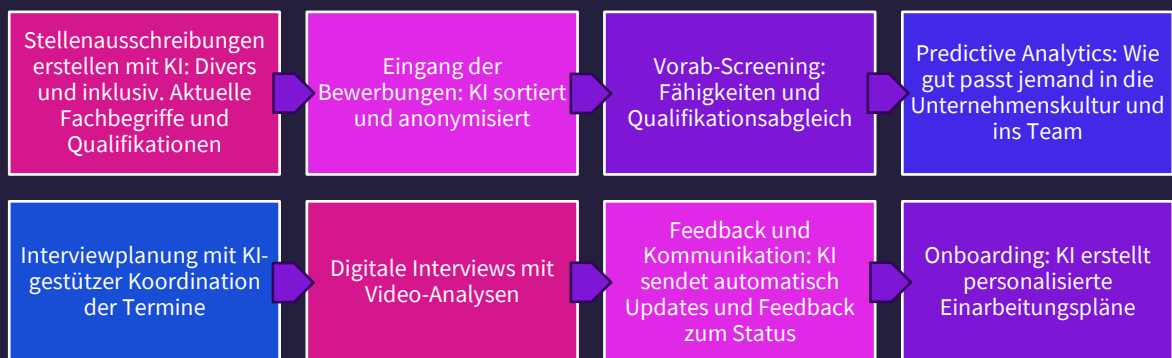 Stellenausschreibungen
erstellen mit KI: Divers
und inklusiv. Aktuelle
Fachbegriffe und
Qualifikationen
Eingang der
Bewerbungen: KI sortiert
und anonymisiert
Vorab-Screening:
Fähigkeiten und
Qualifikationsabgleich
Predictive Analytics: Wie
gut passt jemand in die
Unternehmenskultur und
ins Team
Interviewplanung mit KI-
gestützer Koordination
der Termine
Digitale Interviews mit
Video-Analysen
Feedback und
Kommunikation: KI
sendet automatisch
Updates und Feedback
zum Status
Onboarding: KI erstellt
personalisierte
Einarbeitungspläne